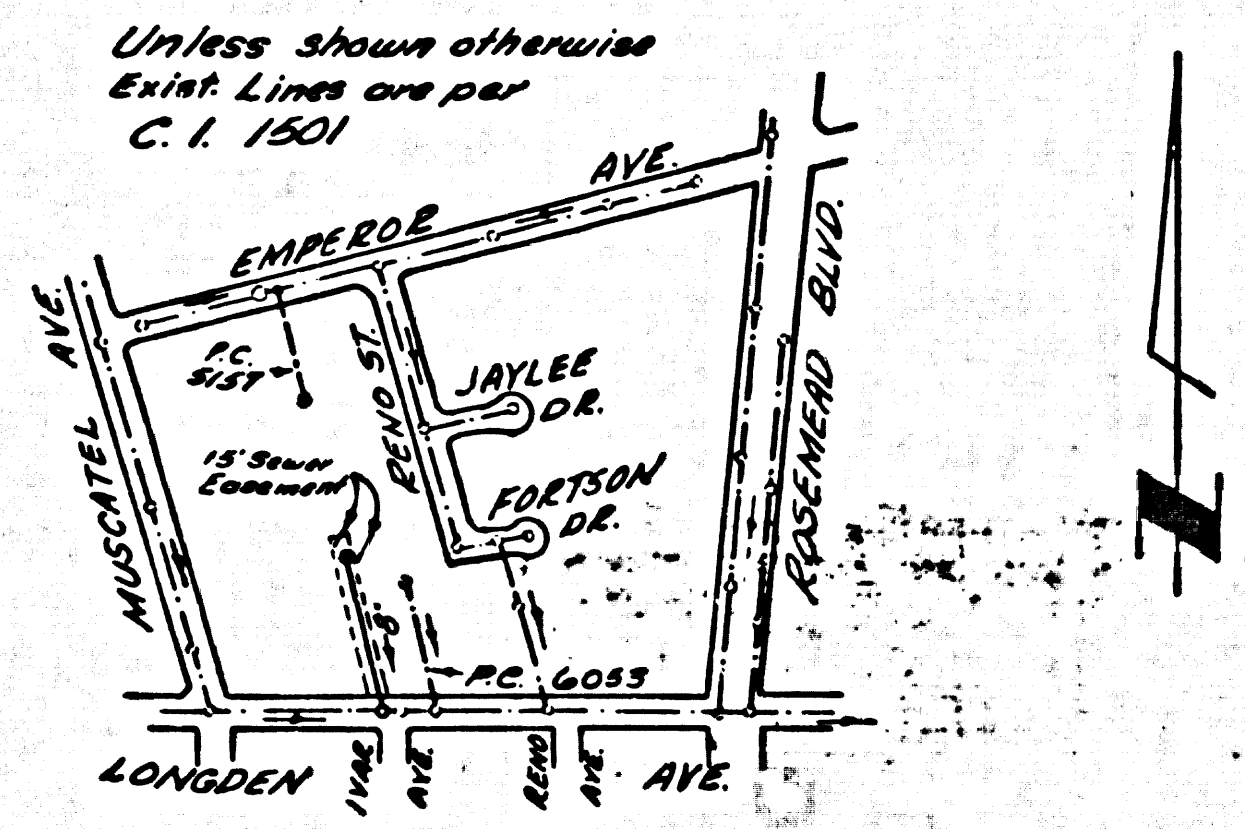 Unless shown otherwise
Exist. Lines are per
C. I. 1501
EMPEROR AVE.
MUSCATEL AVE.
P.C.
5157
RENO ST.
JAYLEE
DR.
ROSEMEAD BLVD.
15' Sewer
Easement
FORTSON
DR.
8"
P.C. 6053
LONGDEN AVE.
IVAR
AVE.
RENO
AVE.
N